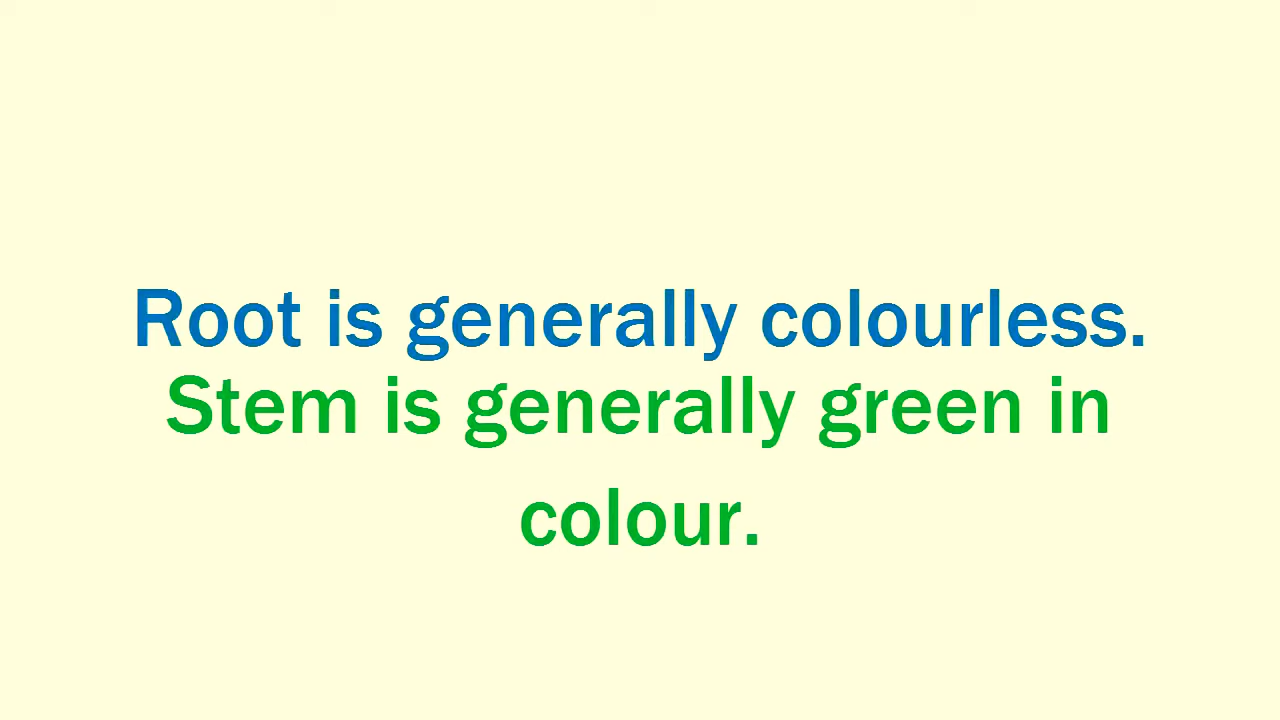 Root is generally colourless.
Stem is generally green in
colour.